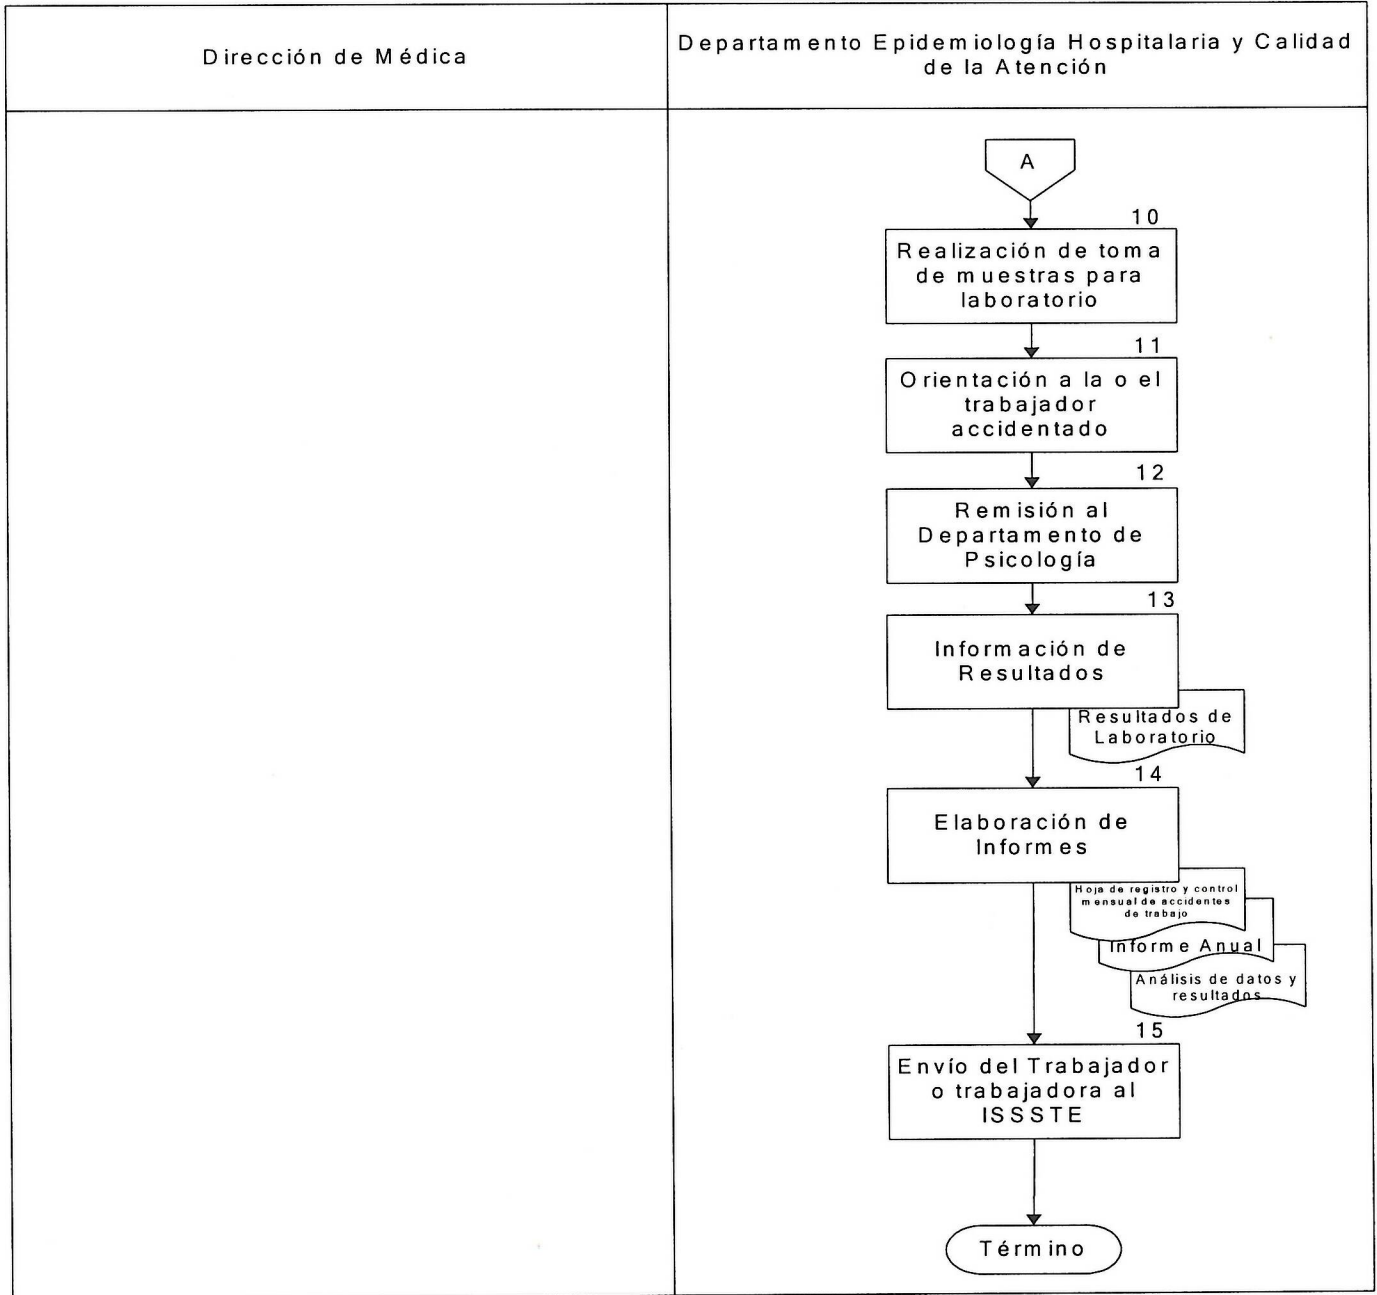 Dirección de Médica
Departamento Epidemiología Hospitalaria y Calidad
de la Atención
A
10
Realización de toma
de muestras para
laboratorio
11
Orientación a la o el
trabajador
accidentado
12
Remisión al
Departamento de
Psicología
13
Información de
Resultados
Resultados de
Laboratorio
14
Elaboración de
Informes
Hoja de registro y control
mensual de accidentes
de trabajo
Informe Anual
Análisis de datos y
resultados
15
Envío del Trabajador
o trabajadora al
ISSSTE
Término